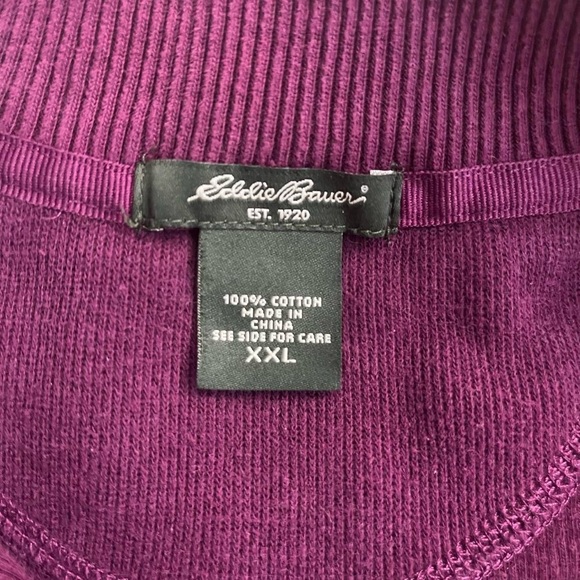 Eddie Bauer®
EST. 1920
100% COTTON
MADE IN
CHINA
SEE SIDE FOR CARE
XXL